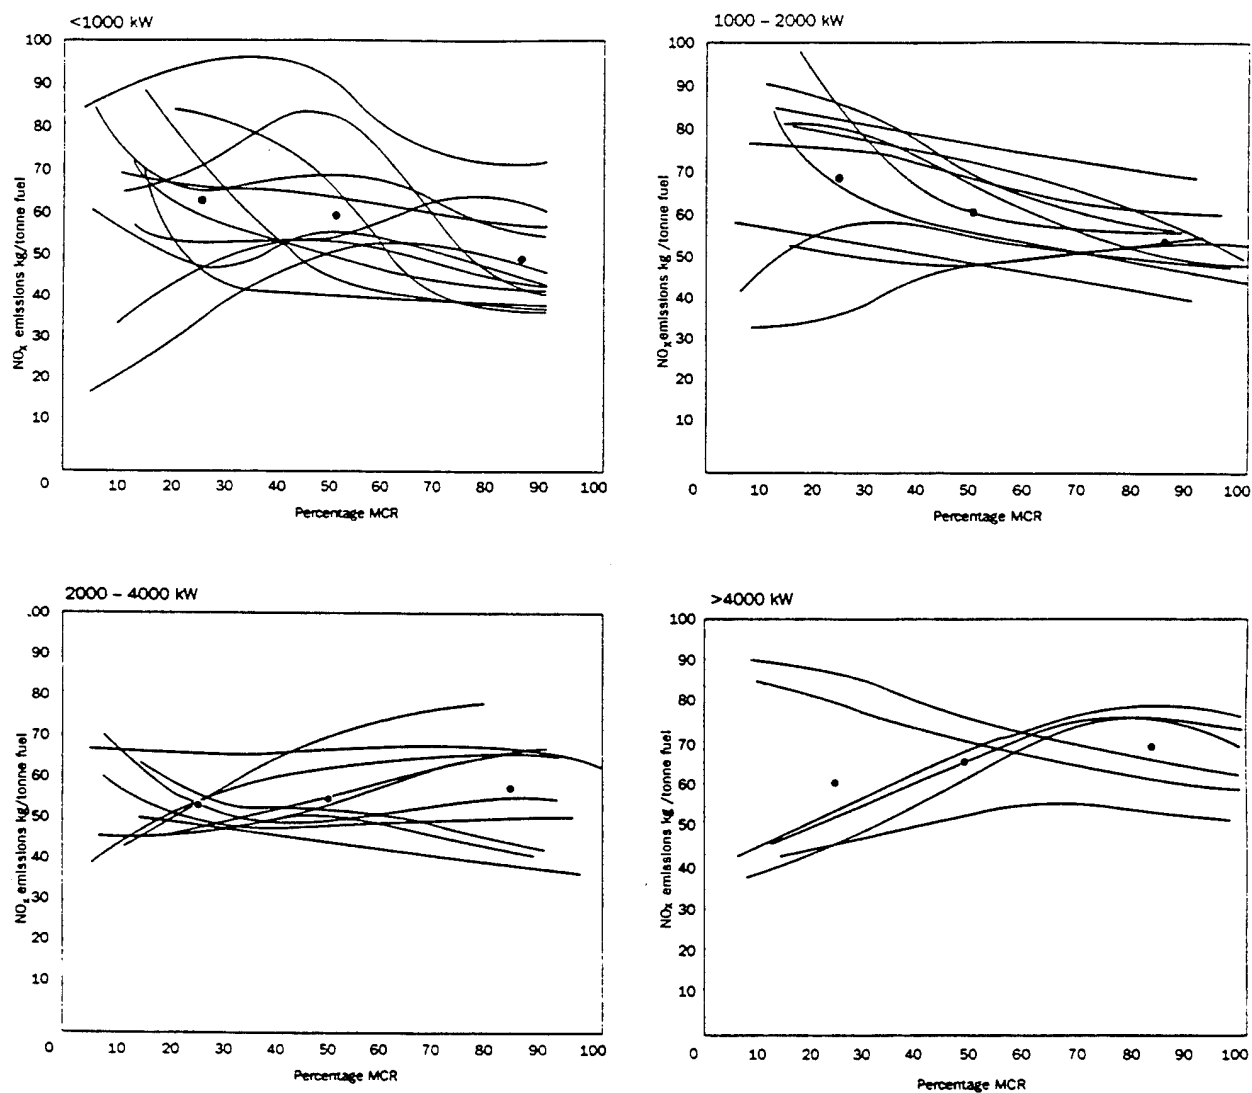 <1000 kW
100
90
80
70
60
50
40
30
20
10
0 10 20 30 40 50 60 70 80 90 100
NOx emissions kg/tonne fuel
Percentage MCR
1000 – 2000 kW
100
90
80
70
60
50
40
30
20
10
0 10 20 30 40 50 60 70 80 90 100
NOx emissions kg /tonne fuel
Percentage MCR
2000 – 4000 kW
.00
90
80
70
60
50
40
30
20
10
0 10 20 30 40 50 60 70 80 90 100
NOx emissions kg/tonne fuel
Percentage MCR
>4000 kW
100
90
80
70
60
50
40
30
20
10
0 10 20 30 40 50 60 70 80 90 100
NOx emissions kg /tonne fuel
Percentage MCR